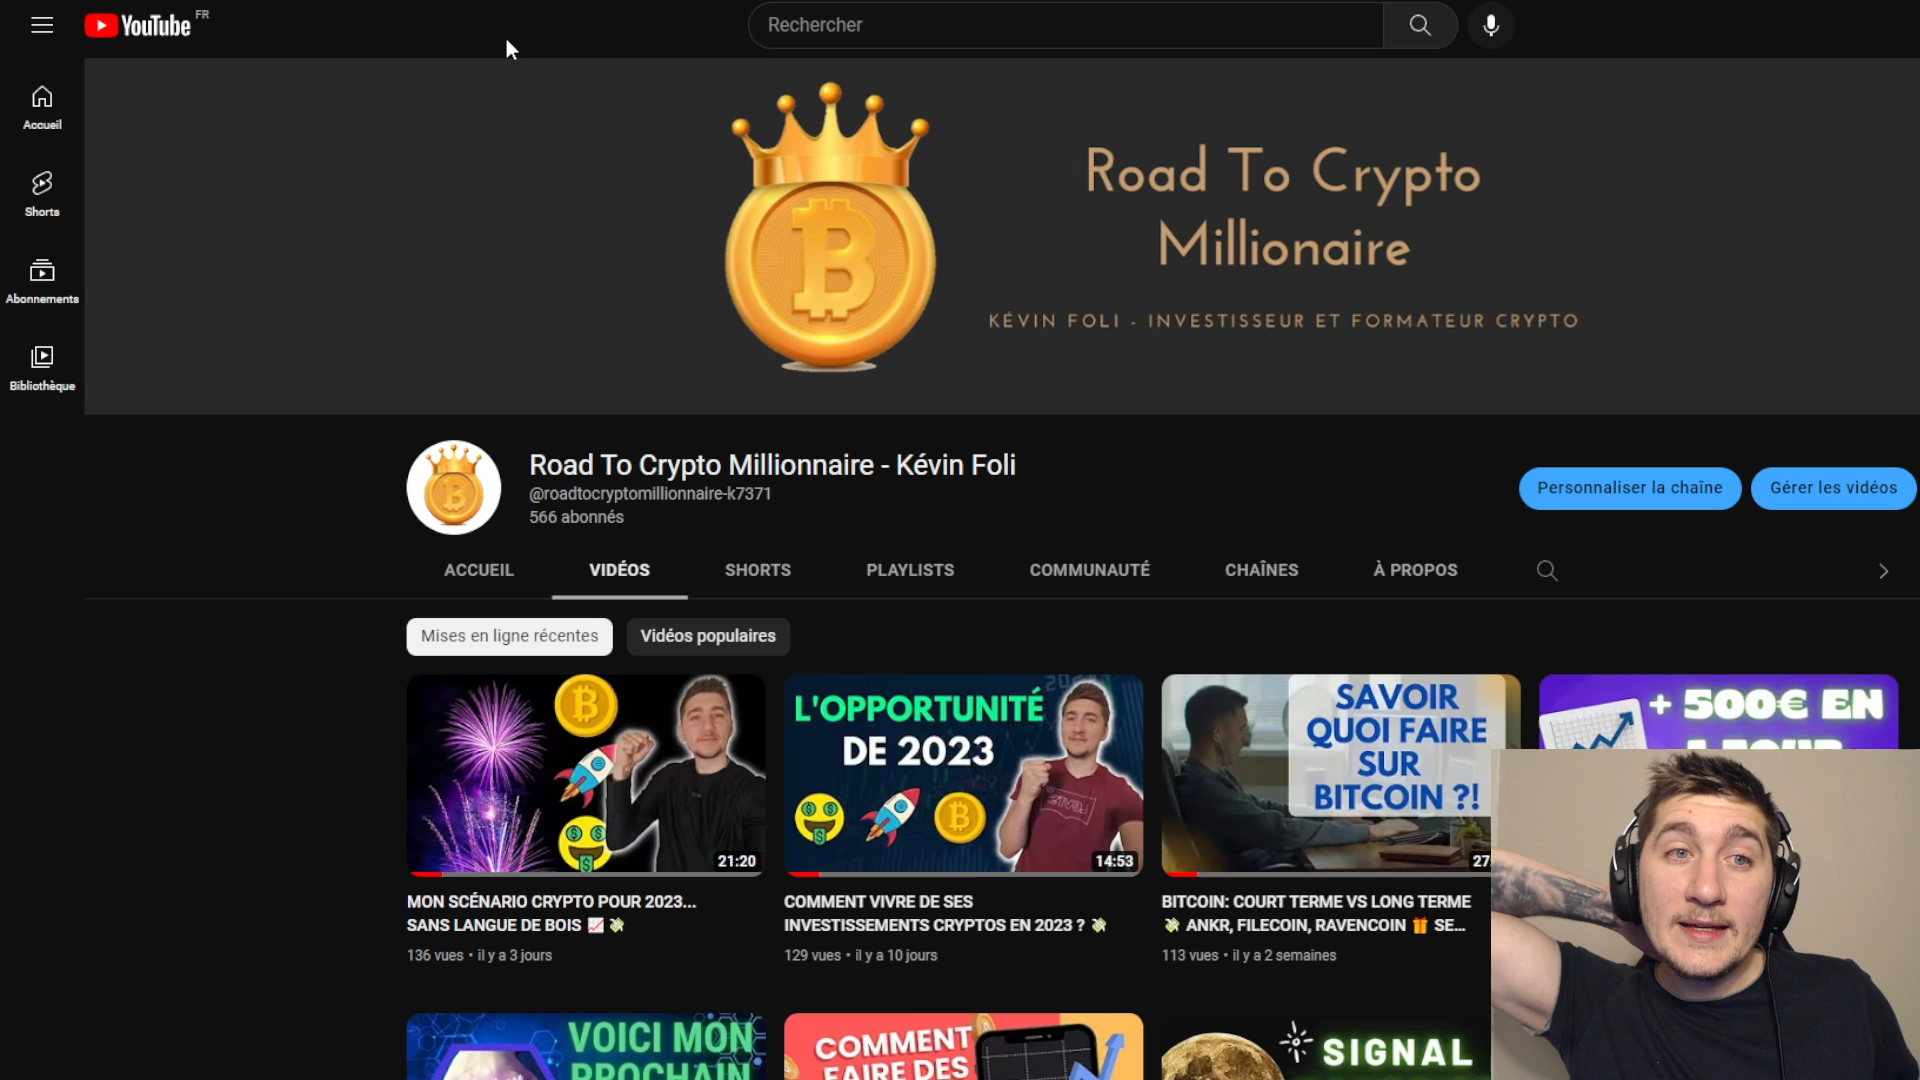 YouTube FR
Rechercher
Accueil
Shorts
Abonnements
Bibliothèque
Road To Crypto
Millionaire
KÉVIN FOLI - INVESTISSEUR ET FORMATEUR CRYPTO
Road To Crypto Millionnaire - Kévin Foli
@roadtocryptomillionnaire-k7371
566 abonnés
Personnaliser la chaîne
Gérer les vidéos
ACCUEIL
VIDÉOS
SHORTS
PLAYLISTS
COMMUNAUTÉ
CHAÎNES
À PROPOS
Mises en ligne récentes
Vidéos populaires
21:20
L'OPPORTUNITÉ
DE 2023
14:53
SAVOIR
QUOI FAIRE
SUR
BITCOIN ?!
27:
+ 500€ EN
MON SCÉNARIO CRYPTO POUR 2023...
SANS LANGUE DE BOIS 📈 💸
136 vues • il y a 3 jours
COMMENT VIVRE DE SES
INVESTISSEMENTS CRYPTOS EN 2023 ? 💸
129 vues • il y a 10 jours
BITCOIN: COURT TERME VS LONG TERME
💸 ANKR, FILECOIN, RAVENCOIN 🎁 SE...
113 vues • il y a 2 semaines
VOICI MON
PROCHAIN
COMMENT
FAIRE DES
SIGNAL